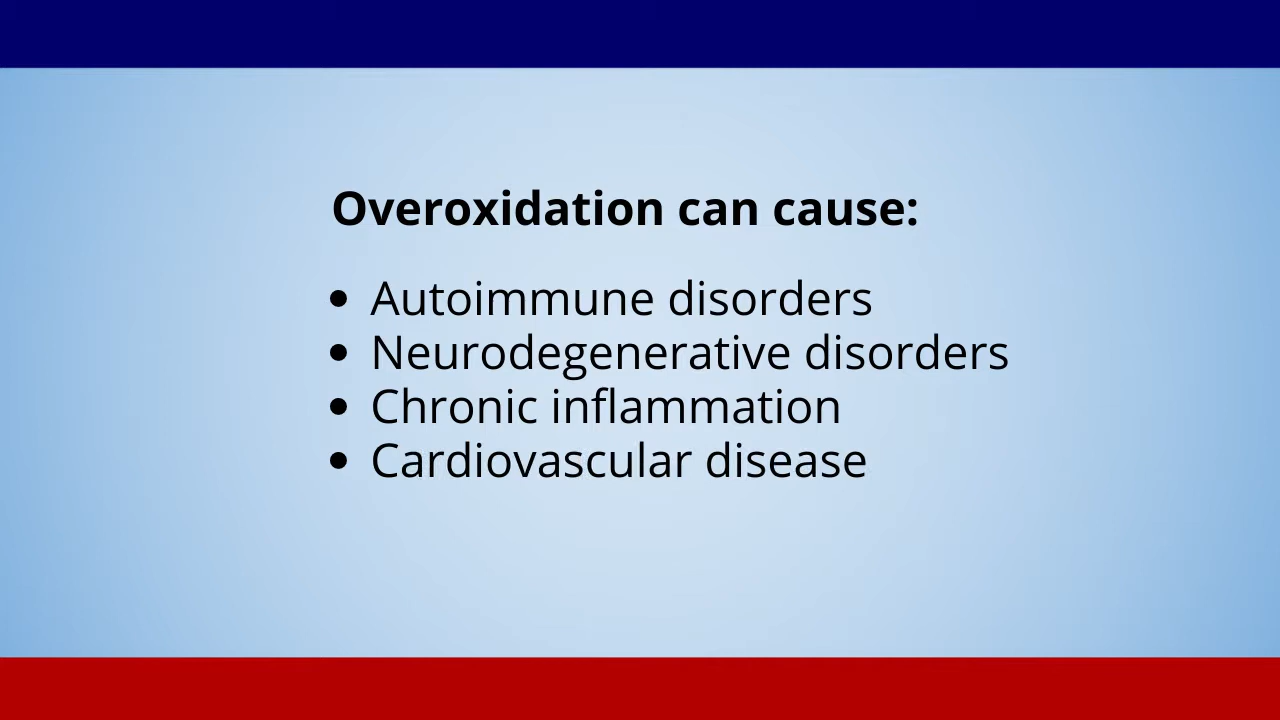 Overoxidation can cause:
• Autoimmune disorders
• Neurodegenerative disorders
• Chronic inflammation
• Cardiovascular disease